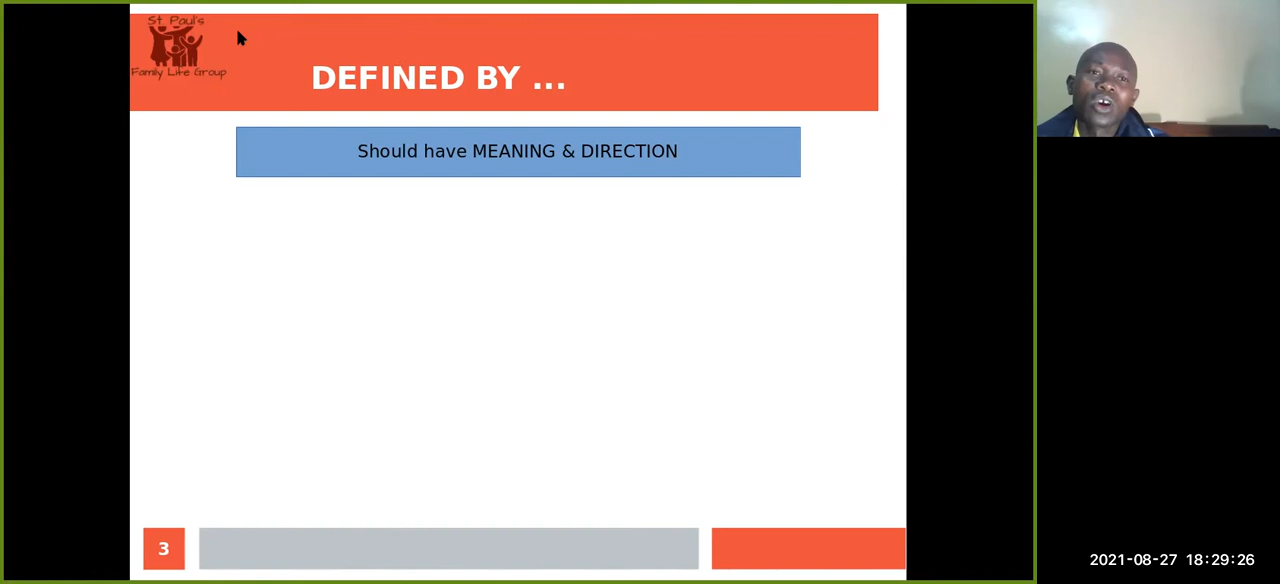 St Paul's
Family Life Group
DEFINED BY ...
Should have MEANING & DIRECTION
3
2021-08-27 18:29:26